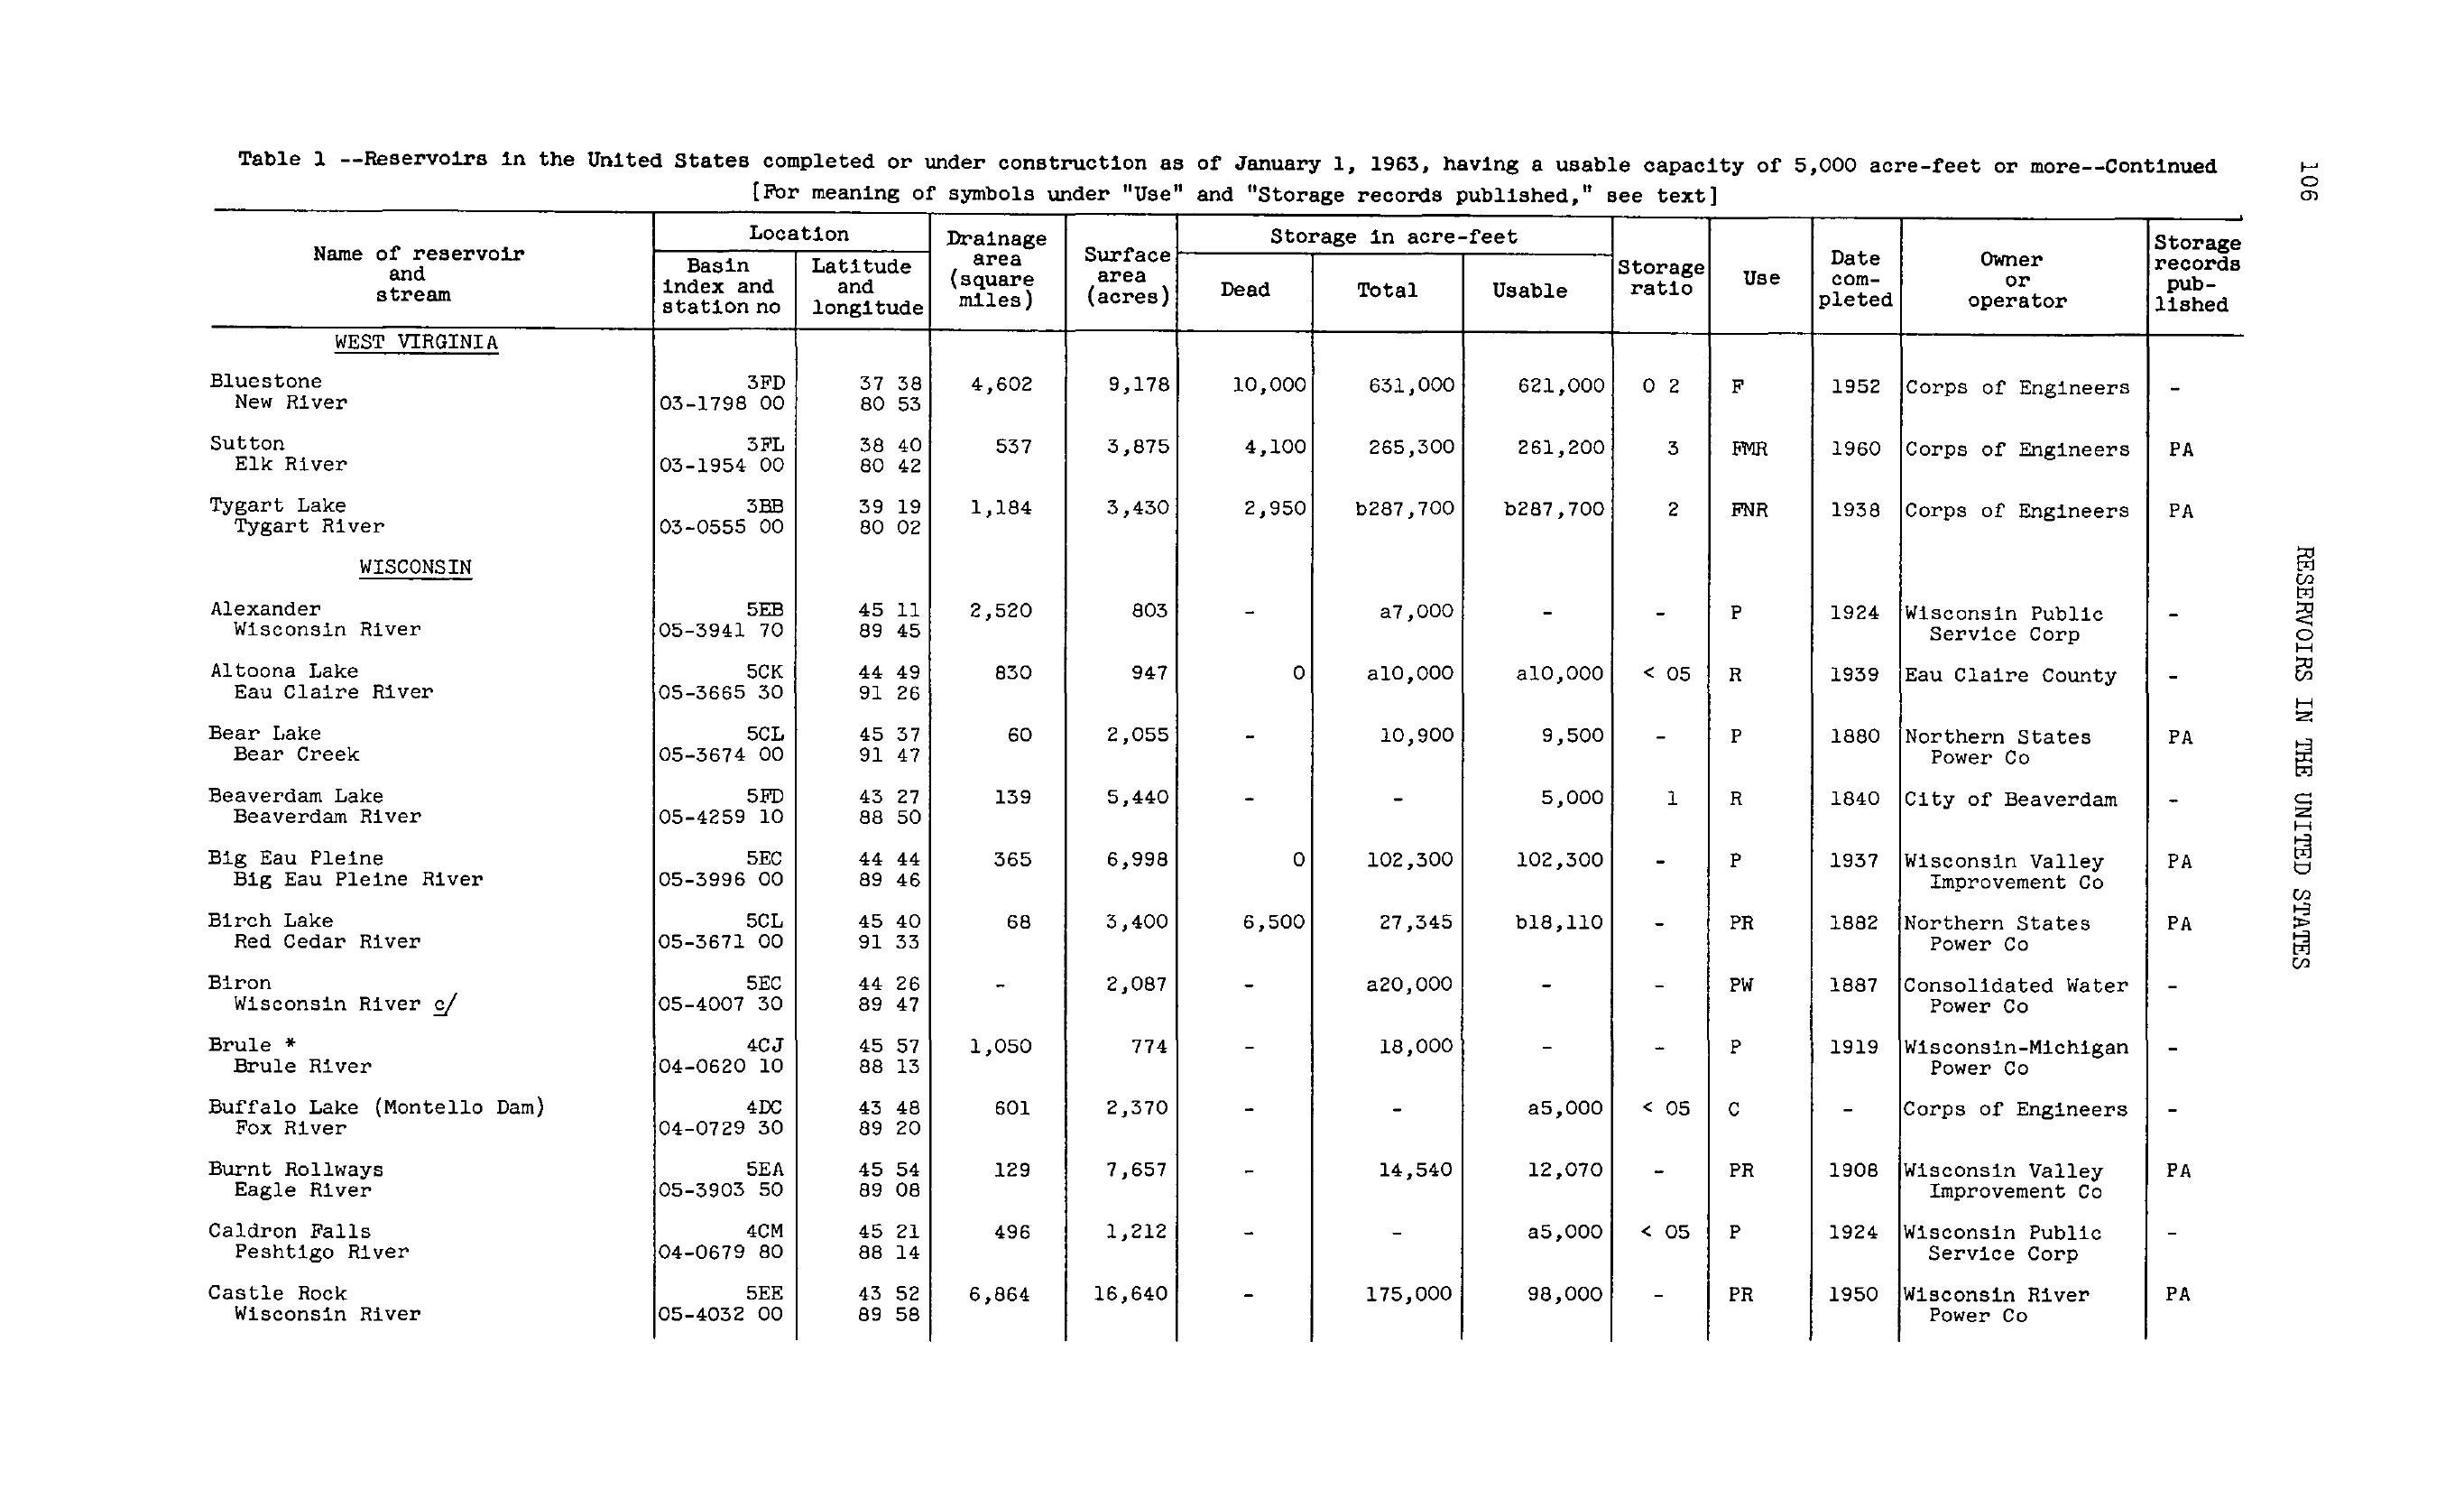 106
RESERVOIRS IN THE UNITED STATES
Table 1 --Reservoirs in the United States completed or under construction as of January 1, 1963, having a usable capacity of 5,000 acre-feet or more--Continued
[For meaning of symbols under "Use" and "Storage records published," see text]
Name of reservoir and stream | Location | Drainage area (square miles) | Surface area (acres) | Storage in acre-feet | Storage ratio | Use | Date com- pleted | Owner or operator | Storage records pub- lished
Basin index and station no | Latitude and longitude | Dead | Total | Usable
WEST VIRGINIA
Bluestone 3FD 37 38 4,602 9,178 10,000 631,000 621,000 0 2 F 1952 Corps of Engineers -
New River 03-1798 00 80 53
Sutton 3FL 38 40 537 3,875 4,100 265,300 261,200 3 FMR 1960 Corps of Engineers PA
Elk River 03-1954 00 80 42
Tygart Lake 3BB 39 19 1,184 3,430 2,950 b287,700 b287,700 2 FNR 1938 Corps of Engineers PA
Tygart River 03-0555 00 80 02
WISCONSIN
Alexander 5EB 45 11 2,520 803 - a7,000 - - P 1924 Wisconsin Public -
Wisconsin River 05-3941 70 89 45 Service Corp
Altoona Lake 5CK 44 49 830 947 0 a10,000 a10,000 < 05 R 1939 Eau Claire County -
Eau Claire River 05-3665 30 91 26
Bear Lake 5CL 45 37 60 2,055 - 10,900 9,500 - P 1880 Northern States PA
Bear Creek 05-3674 00 91 47 Power Co
Beaverdam Lake 5FD 43 27 139 5,440 - - 5,000 1 R 1840 City of Beaverdam -
Beaverdam River 05-4259 10 88 50
Big Eau Pleine 5EC 44 44 365 6,998 0 102,300 102,300 - P 1937 Wisconsin Valley PA
Big Eau Pleine River 05-3996 00 89 46 Improvement Co
Birch Lake 5CL 45 40 68 3,400 6,500 27,345 b18,110 - PR 1882 Northern States PA
Red Cedar River 05-3671 00 91 33 Power Co
Biron 5EC 44 26 - 2,087 - a20,000 - - PW 1887 Consolidated Water -
Wisconsin River c/ 05-4007 30 89 47 Power Co
Brule * 4CJ 45 57 1,050 774 - 18,000 - - P 1919 Wisconsin-Michigan -
Brule River 04-0620 10 88 13 Power Co
Buffalo Lake (Montello Dam) 4DC 43 48 601 2,370 - - a5,000 < 05 C - Corps of Engineers -
Fox River 04-0729 30 89 20
Burnt Rollways 5EA 45 54 129 7,657 - 14,540 12,070 - PR 1908 Wisconsin Valley PA
Eagle River 05-3903 50 89 08 Improvement Co
Caldron Falls 4CM 45 21 496 1,212 - - a5,000 < 05 P 1924 Wisconsin Public -
Peshtigo River 04-0679 80 88 14 Service Corp
Castle Rock 5EE 43 52 6,864 16,640 - 175,000 98,000 - PR 1950 Wisconsin River PA
Wisconsin River 05-4032 00 89 58 Power Co